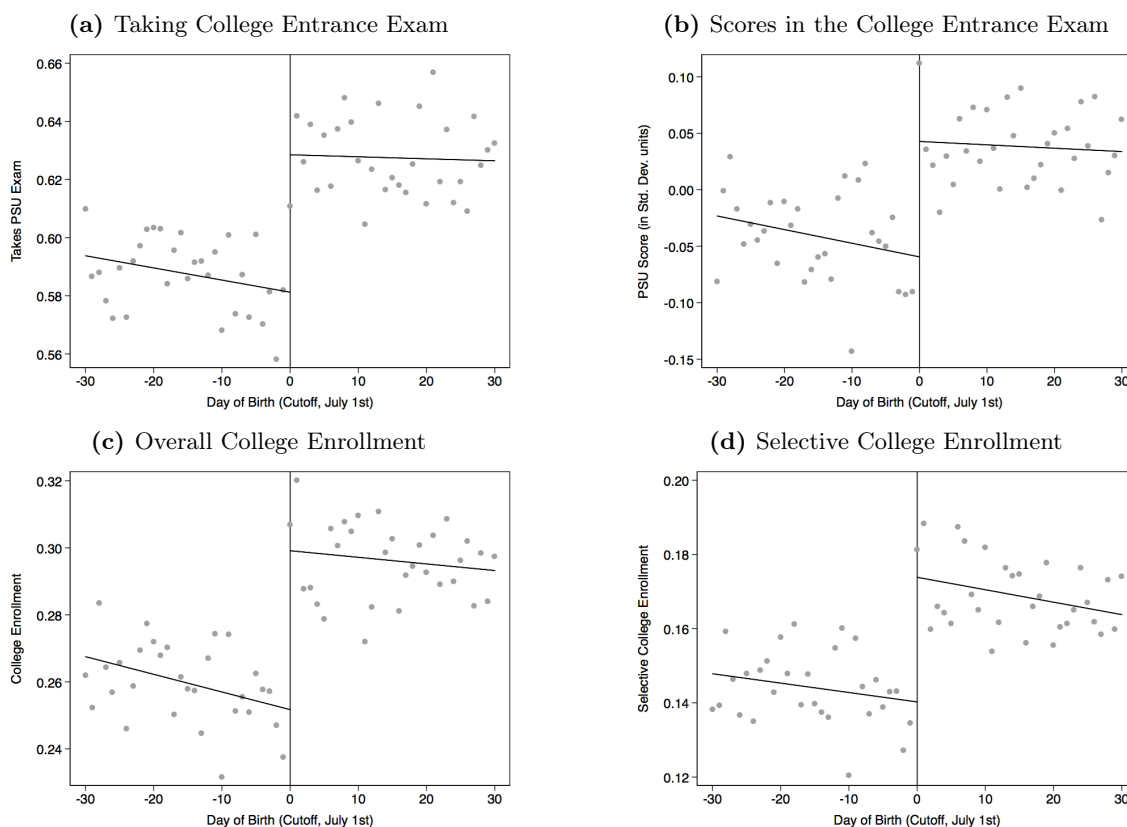 (a) Taking College Entrance Exam
0.66
0.64
0.62
0.60
0.58
0.56
Takes PSU Exam
-30 -20 -10 0 10 20 30
Day of Birth (Cutoff, July 1st)
(b) Scores in the College Entrance Exam
0.10
0.05
0.00
-0.05
-0.10
-0.15
PSU Score (in Std. Dev. units)
-30 -20 -10 0 10 20 30
Day of Birth (Cutoff, July 1st)
(c) Overall College Enrollment
0.32
0.30
0.28
0.26
0.24
College Enrollment
-30 -20 -10 0 10 20 30
Day of Birth (Cutoff, July 1st)
(d) Selective College Enrollment
0.20
0.18
0.16
0.14
0.12
Selective College Enrollment
-30 -20 -10 0 10 20 30
Day of Birth (Cutoff, July 1st)